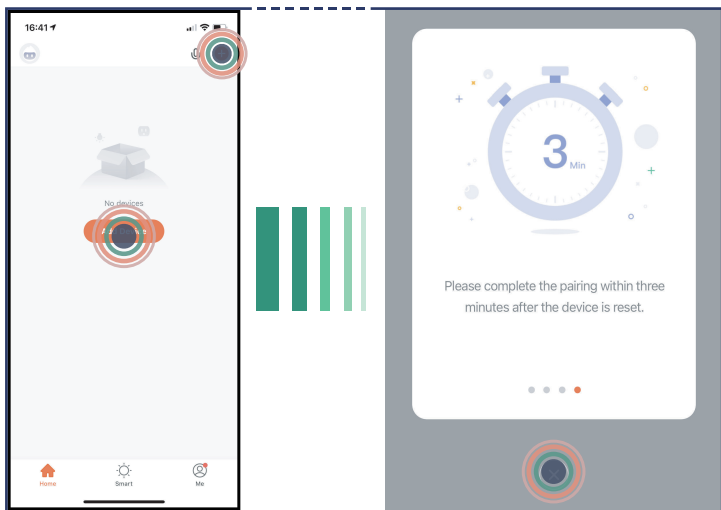 16:41
No devices
Home
Smart
Me
3 Min
Please complete the pairing within three
minutes after the device is reset.